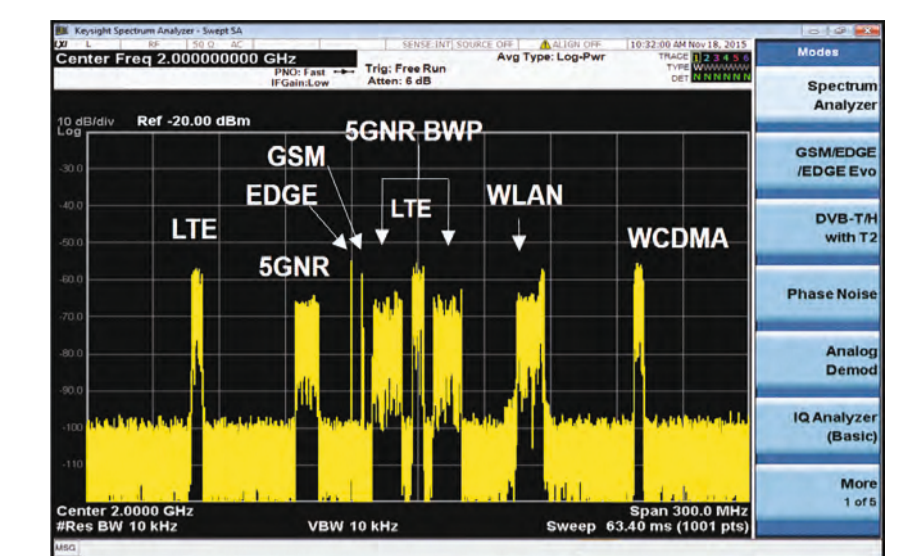 Keysight Spectrum Analyzer - Swept SA
LXI L RF 50 Ω AC SENSE:INT SOURCE OFF ALIGN OFF 10:32:00 AM Nov 18, 2015
Center Freq 2.000000000 GHz
PNO: Fast
IFGain:Low
Trig: Free Run
Atten: 6 dB
Avg Type: Log-Pwr
TRACE 1 2 3 4 5 6
TYPE WWWWWW
DET N N N N N N
10 dB/div Ref -20.00 dBm
Log
-30.0
-40.0
-50.0
-60.0
-70.0
-80.0
-90.0
-100
-110
5GNR BWP
GSM
EDGE
LTE
WLAN
LTE
WCDMA
5GNR
Center 2.0000 GHz
Span 300.0 MHz
#Res BW 10 kHz
VBW 10 kHz
Sweep 63.40 ms (1001 pts)
MSG
Modes
Spectrum
Analyzer
GSM/EDGE
/EDGE Evo
DVB-T/H
with T2
Phase Noise
Analog
Demod
IQ Analyzer
(Basic)
More
1 of 5